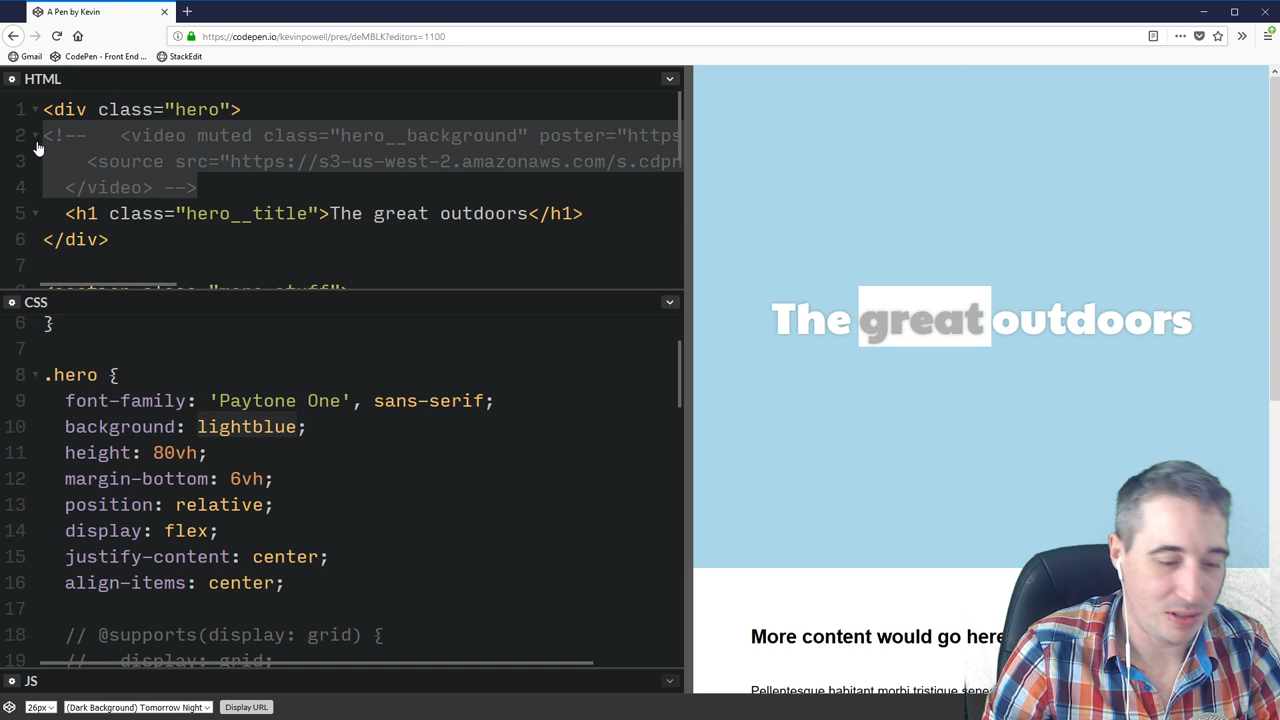 A Pen by Kevin
https://codepen.io/kevinpowell/pres/deMBLK?editors=1100
Gmail
CodePen - Front End ...
StackEdit
HTML
1 <div class="hero">
2 <!-- <video muted class="hero__background" poster="https
3 <source src="https://s3-us-west-2.amazonaws.com/s.cdpn
4 </video> -->
5 <h1 class="hero__title">The great outdoors</h1>
6 </div>
7
CSS
6 }
7
8 .hero {
9 font-family: 'Paytone One', sans-serif;
10 background: lightblue;
11 height: 80vh;
12 margin-bottom: 6vh;
13 position: relative;
14 display: flex;
15 justify-content: center;
16 align-items: center;
17
18 // @supports(display: grid) {
19 // display: grid;
JS
26px
(Dark Background) Tomorrow Night
Display URL
The great outdoors
More content would go here
Pellentesque habitant morbi tristique